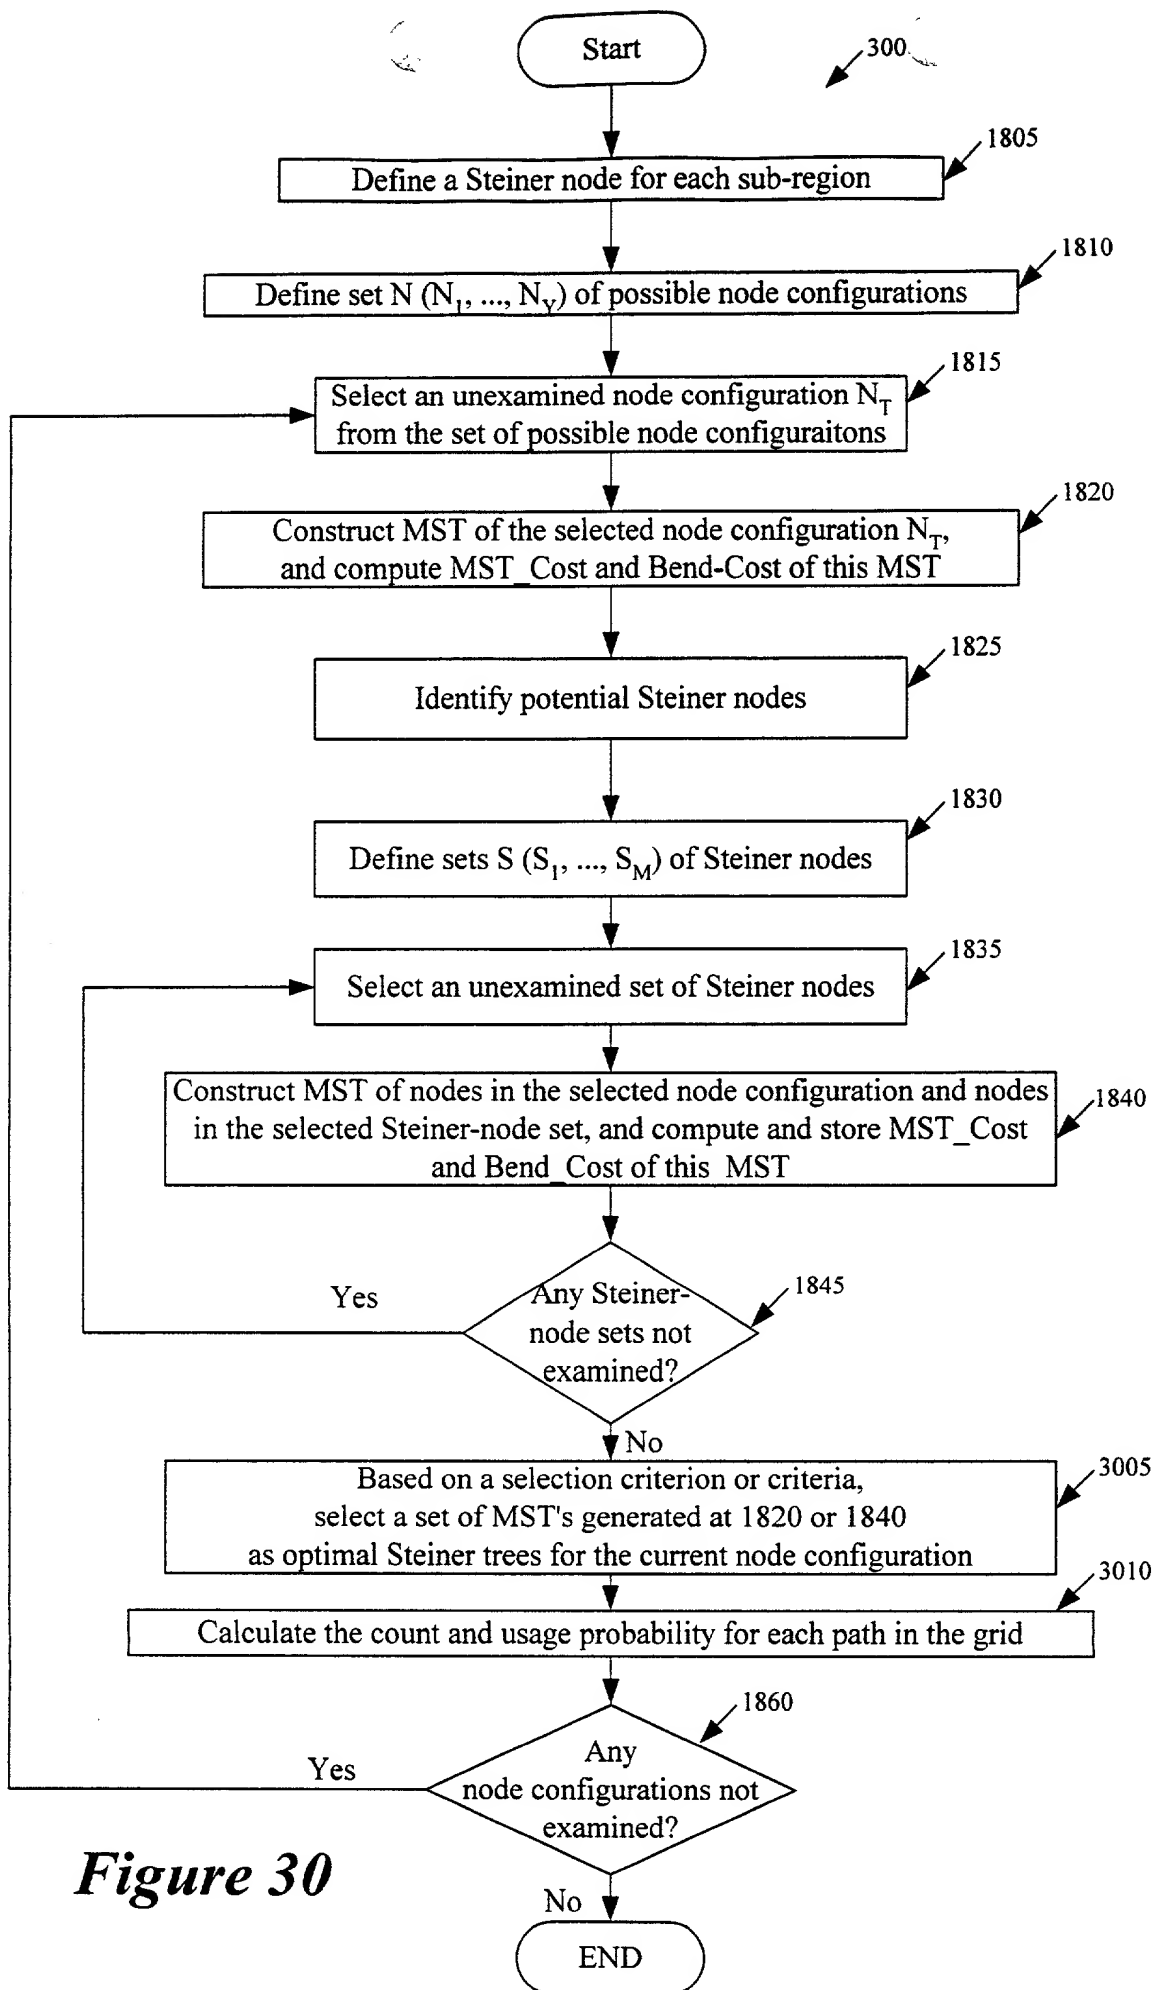 Start
300
1805
Define a Steiner node for each sub-region
1810
Define set N (N1, ..., NY) of possible node configurations
1815
Select an unexamined node configuration NT
from the set of possible node configuraitons
1820
Construct MST of the selected node configuration NT,
and compute MST_Cost and Bend-Cost of this MST
1825
Identify potential Steiner nodes
1830
Define sets S (S1, ..., SM) of Steiner nodes
1835
Select an unexamined set of Steiner nodes
1840
Construct MST of nodes in the selected node configuration and nodes
in the selected Steiner-node set, and compute and store MST_Cost
and Bend_Cost of this MST
1845
Yes
Any Steiner-
node sets not
examined?
No
3005
Based on a selection criterion or criteria,
select a set of MST's generated at 1820 or 1840
as optimal Steiner trees for the current node configuration
3010
Calculate the count and usage probability for each path in the grid
1860
Yes
Any
node configurations not
examined?
Figure 30
No
END